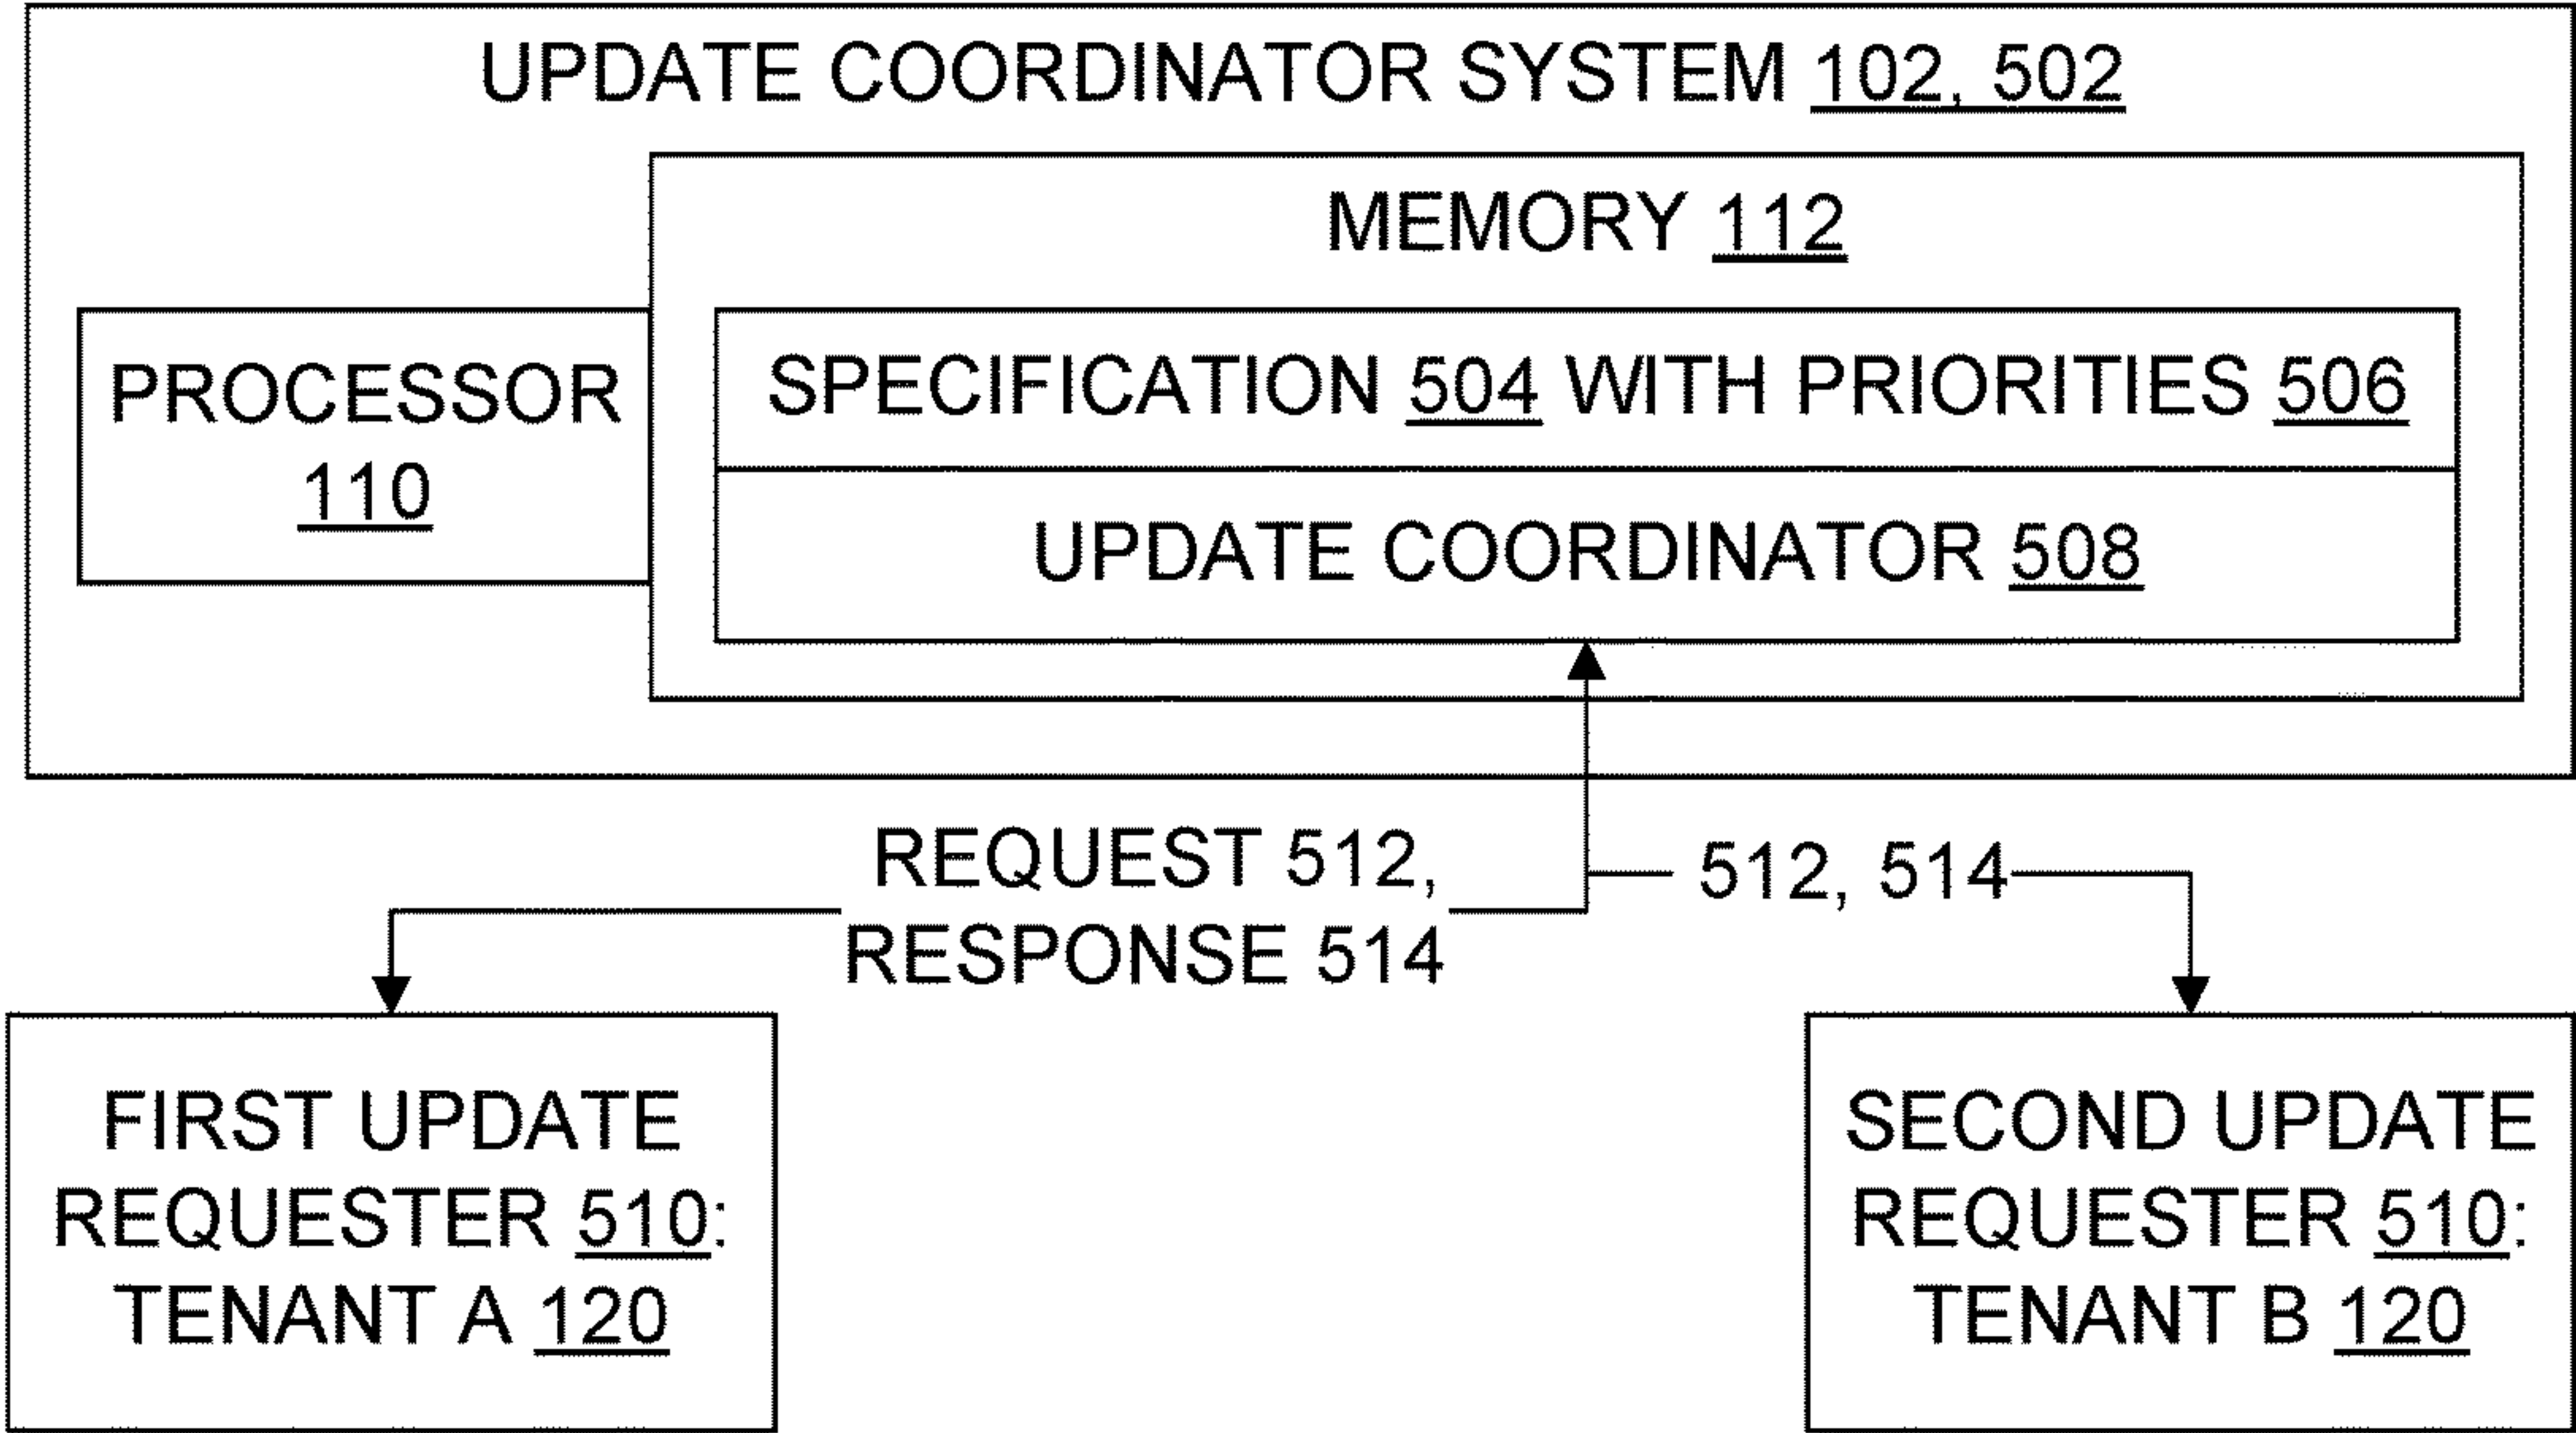 UPDATE COORDINATOR SYSTEM 102, 502
MEMORY 112
PROCESSOR
110
SPECIFICATION 504 WITH PRIORITIES 506
UPDATE COORDINATOR 508
REQUEST 512,
RESPONSE 514
512, 514
FIRST UPDATE
REQUESTER 510:
TENANT A 120
SECOND UPDATE
REQUESTER 510:
TENANT B 120